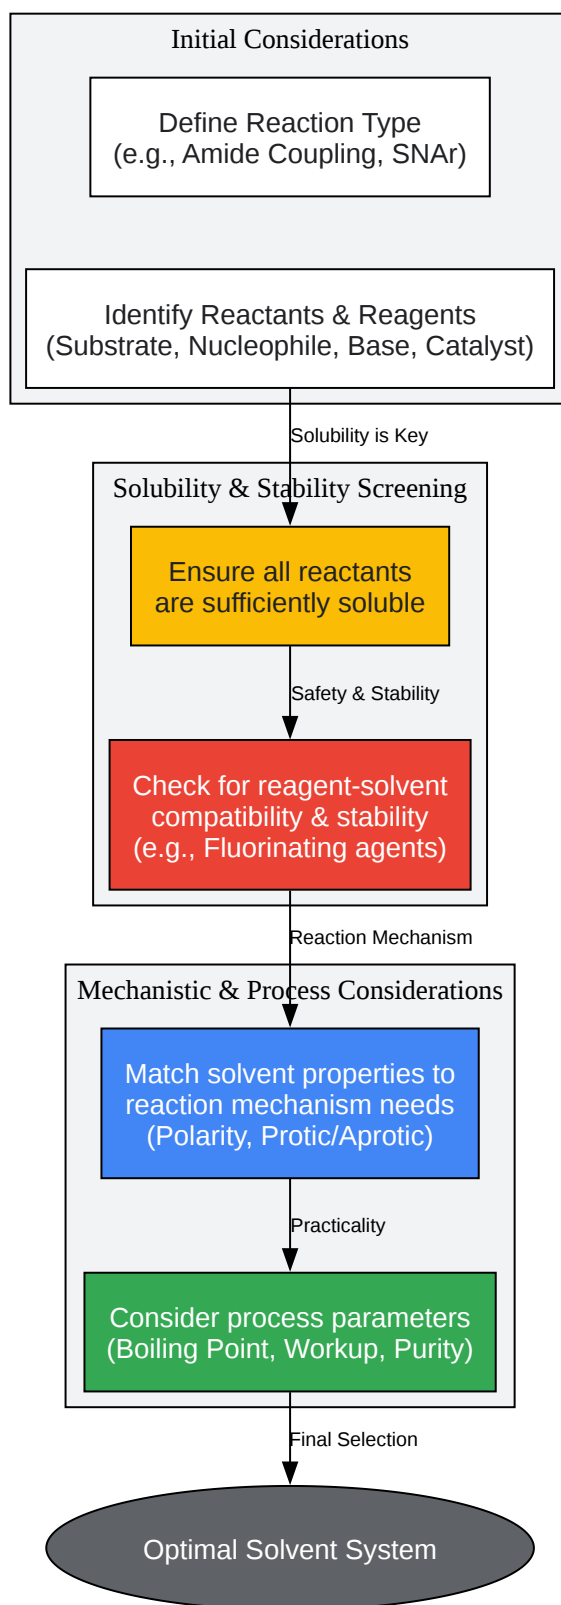 Initial Considerations
Define Reaction Type
(e.g., Amide Coupling, SNAr)
Identify Reactants & Reagents
(Substrate, Nucleophile, Base, Catalyst)
Solubility is Key
Solubility & Stability Screening
Ensure all reactants
are sufficiently soluble
Safety & Stability
Check for reagent-solvent
compatibility & stability
(e.g., Fluorinating agents)
Reaction Mechanism
Mechanistic & Process Considerations
Match solvent properties to
reaction mechanism needs
(Polarity, Protic/Aprotic)
Practicality
Consider process parameters
(Boiling Point, Workup, Purity)
Final Selection
Optimal Solvent System